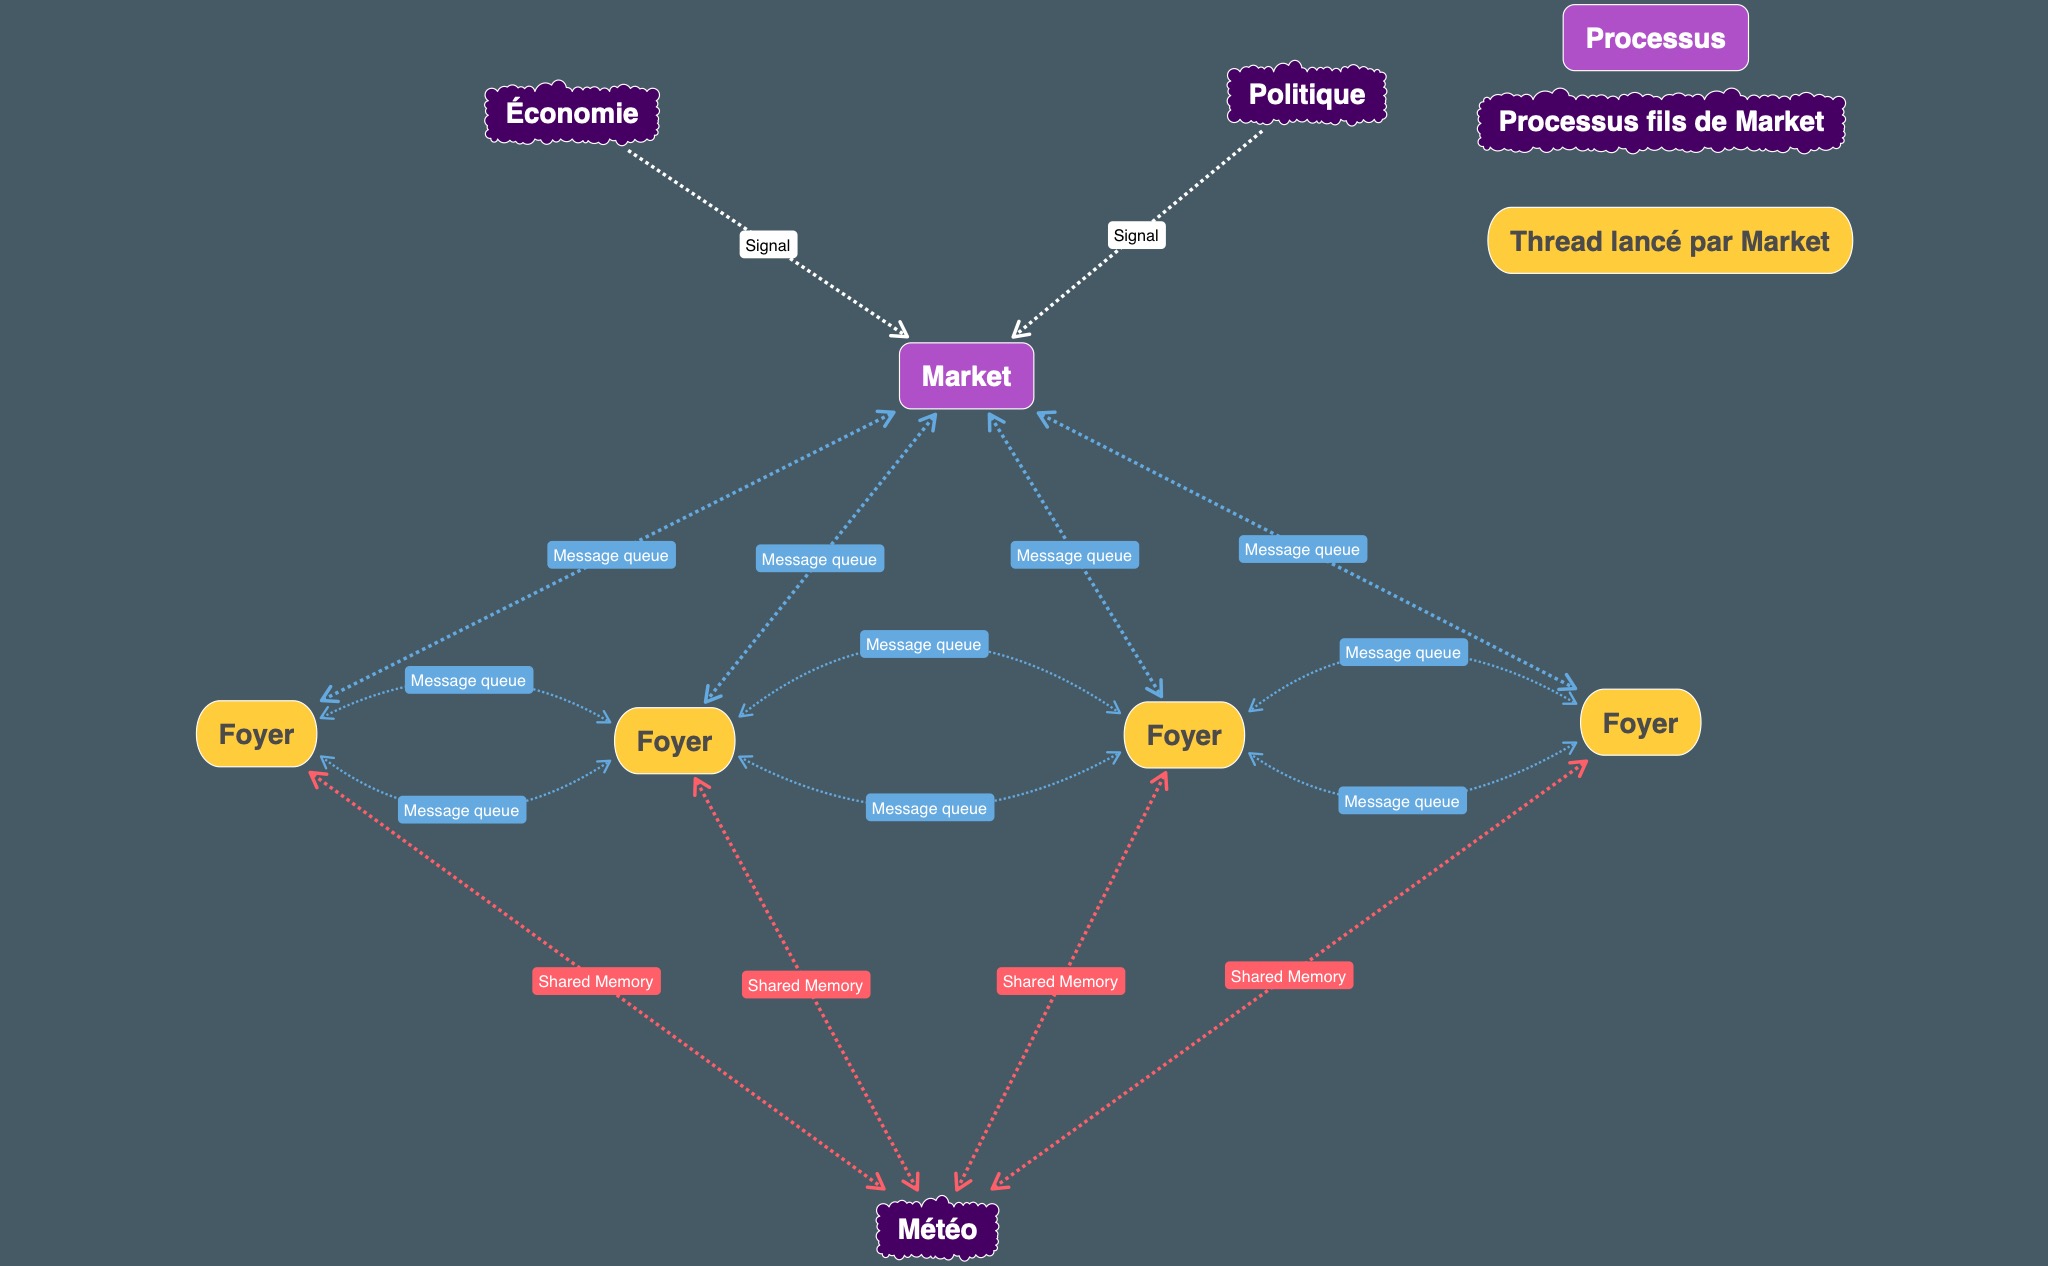 Processus
Économie
Politique
Processus fils de Market
Signal
Signal
Thread lancé par Market
Market
Message queue
Message queue
Message queue
Message queue
Message queue
Message queue
Message queue
Foyer
Foyer
Foyer
Foyer
Message queue
Message queue
Message queue
Shared Memory
Shared Memory
Shared Memory
Shared Memory
Météo